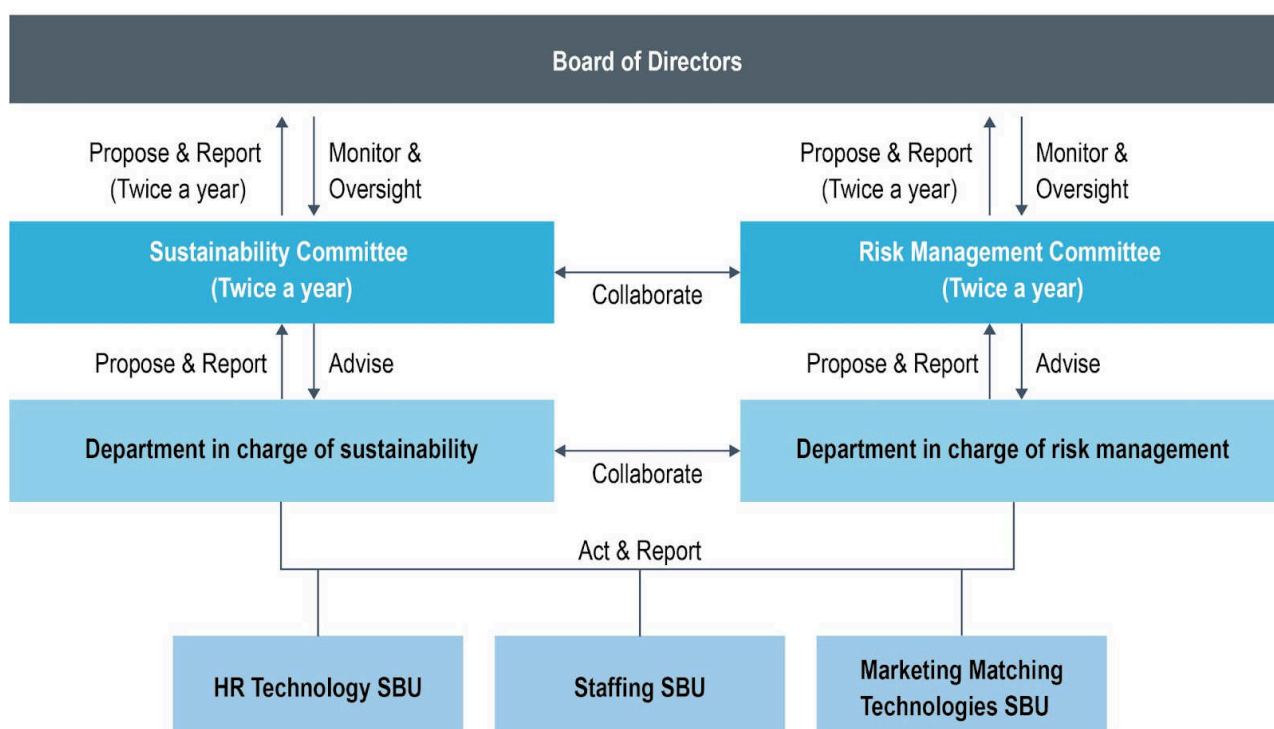 Board of Directors
Propose & Report
(Twice a year)
Monitor &
Oversight
Propose & Report
(Twice a year)
Monitor &
Oversight
Sustainability Committee
(Twice a year)
Collaborate
Risk Management Committee
(Twice a year)
Propose & Report
Advise
Propose & Report
Advise
Department in charge of sustainability
Collaborate
Department in charge of risk management
Act & Report
HR Technology SBU
Staffing SBU
Marketing Matching
Technologies SBU